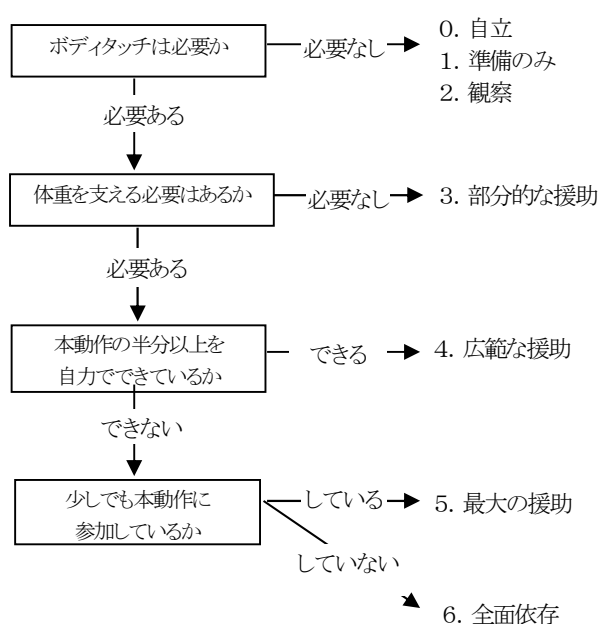 ボディタッチは必要か
必要なし
0. 自立
1. 準備のみ
2. 観察
必要ある
体重を支える必要はあるか
必要なし
3. 部分的な援助
必要ある
本動作の半分以上を
自力でできているか
できる
4. 広範な援助
できない
少しでも本動作に
参加しているか
している
5. 最大の援助
していない
6. 全面依存